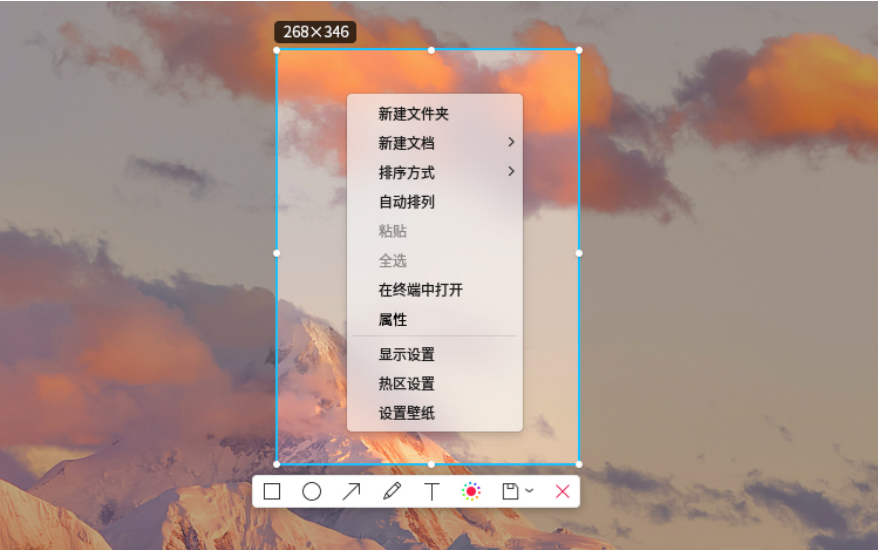 268×346
新建文件夹
新建文档
排序方式
自动排列
粘贴
全选
在终端中打开
属性
显示设置
热区设置
设置壁纸